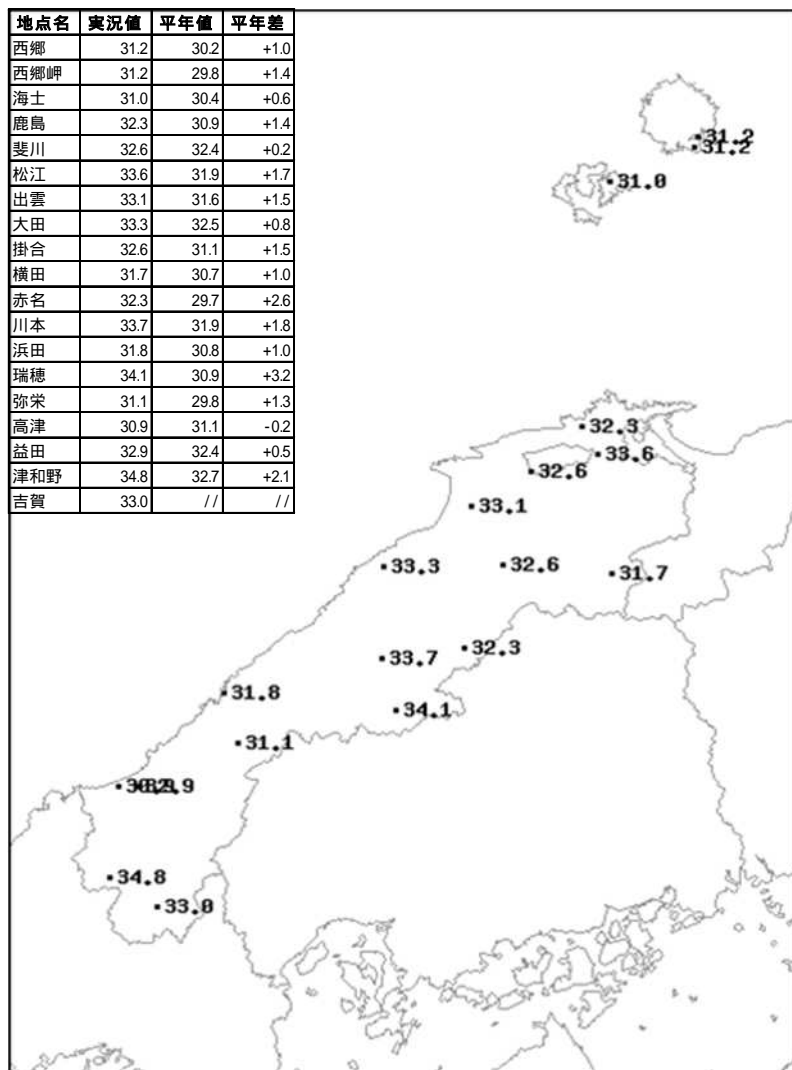 地点名 実況値 平年値 平年差
西郷 31.2 30.2 +1.0
西郷岬 31.2 29.8 +1.4
海士 31.0 30.4 +0.6
鹿島 32.3 30.9 +1.4
斐川 32.6 32.4 +0.2
松江 33.6 31.9 +1.7
出雲 33.1 31.6 +1.5
大田 33.3 32.5 +0.8
掛合 32.6 31.1 +1.5
横田 31.7 30.7 +1.0
赤名 32.3 29.7 +2.6
川本 33.7 31.9 +1.8
浜田 31.8 30.8 +1.0
瑞穂 34.1 30.9 +3.2
弥栄 31.1 29.8 +1.3
高津 30.9 31.1 -0.2
益田 32.9 32.4 +0.5
津和野 34.8 32.7 +2.1
吉賀 33.0 // //
31.2
31.2
31.0
32.3
33.6
32.6
33.1
33.3
32.6
31.7
32.3
33.7
31.8
34.1
31.1
30.9
32.9
34.8
33.0